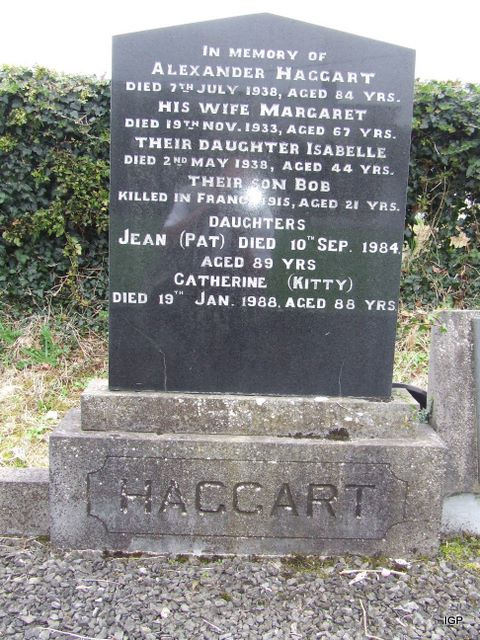 IN MEMORY OF
ALEXANDER HAGGART
DIED 7TH JULY 1938, AGED 84 YRS.
HIS WIFE MARGARET
DIED 19TH NOV. 1933, AGED 67 YRS.
THEIR DAUGHTER ISABELLE
DIED 2ND MAY 1938, AGED 44 YRS.
THEIR SON BOB
KILLED IN FRANCE 1915, AGED 21 YRS.
DAUGHTERS
JEAN (PAT) DIED 10TH SEP. 1984
AGED 89 YRS
CATHERINE (KITTY)
DIED 19TH JAN. 1988. AGED 88 YRS
HAGGART
IGP